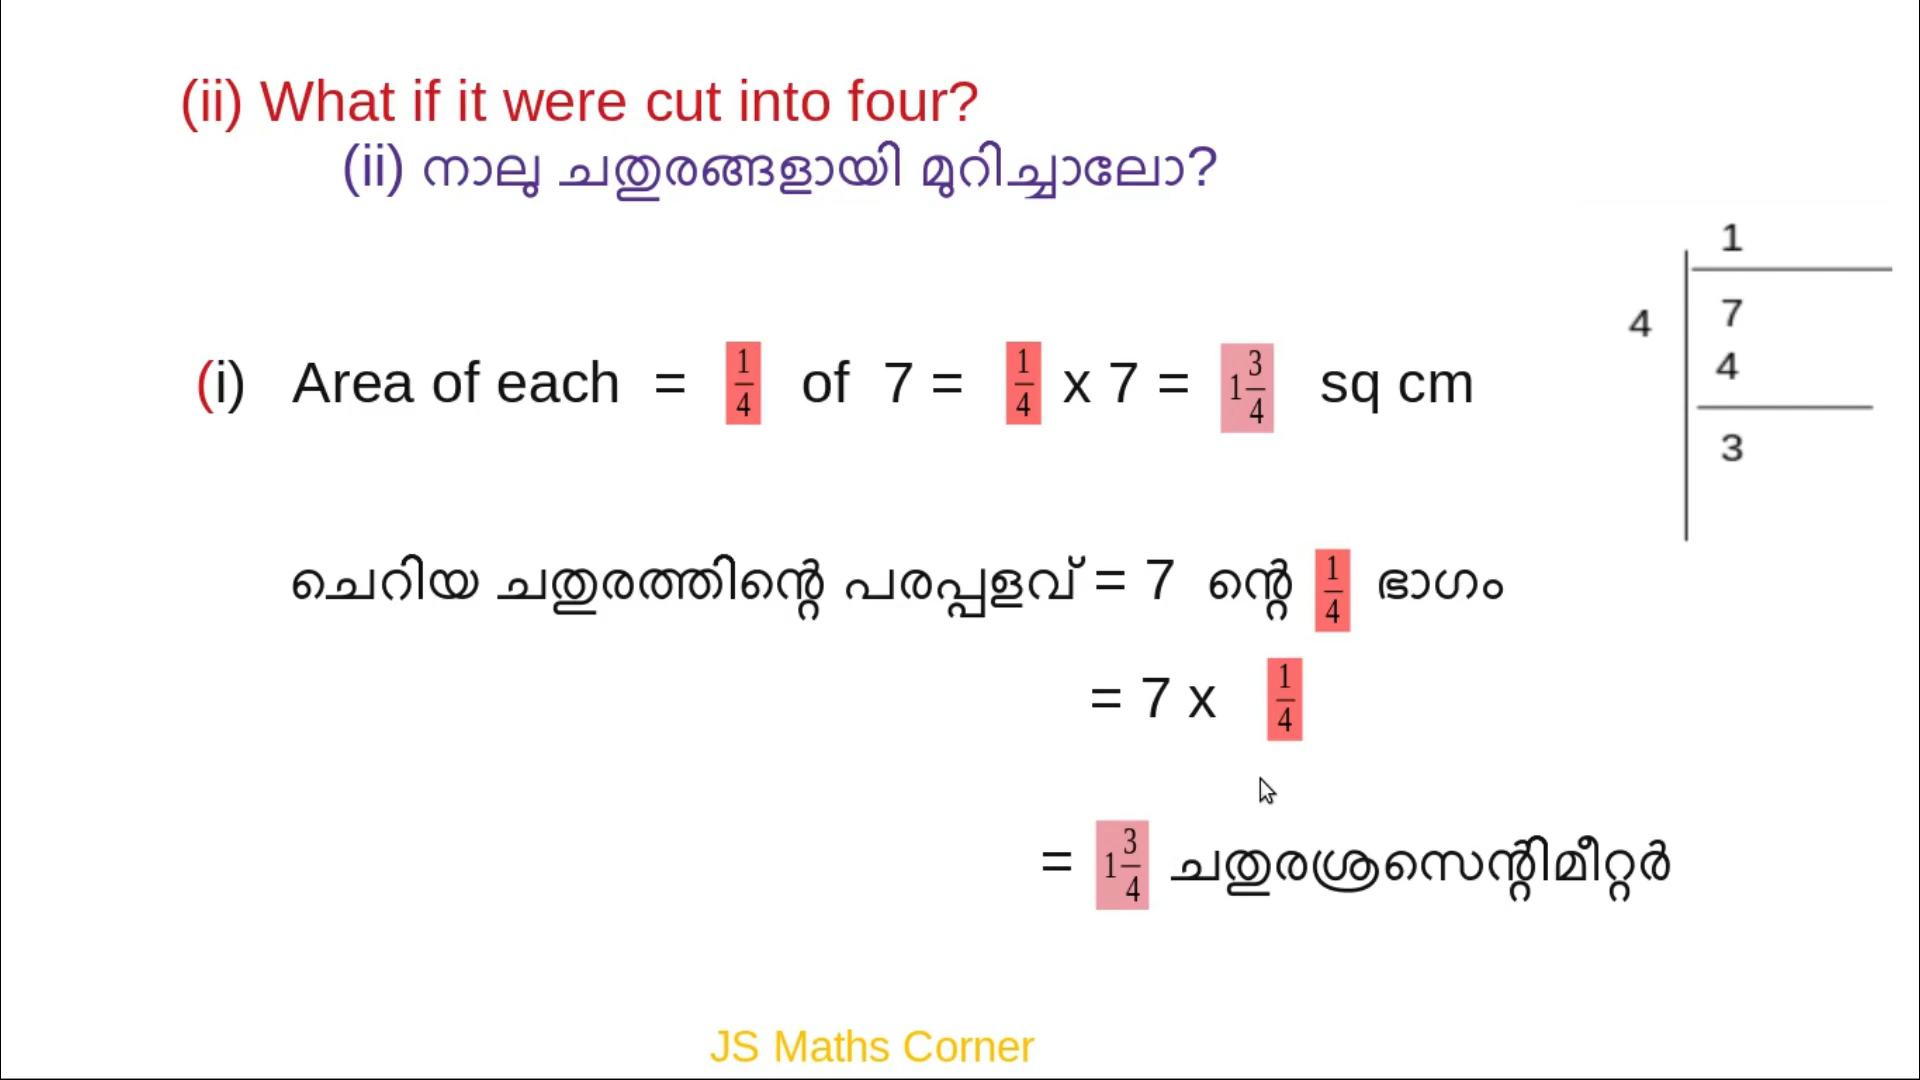 (ii) What if it were cut into four?
(ii) നാലു ചതുരങ്ങളായി മുറിച്ചാലോ?
(i) Area of each = 1/4 of 7 = 1/4 x 7 = 1 3/4 sq cm
1
4 7
4
3
ചെറിയ ചതുരത്തിന്റെ പരപ്പളവ് = 7 ന്റെ 1/4 ഭാഗം
= 7 x 1/4
= 1 3/4 ചതുരശ്രസെന്റിമീറ്റർ
JS Maths Corner